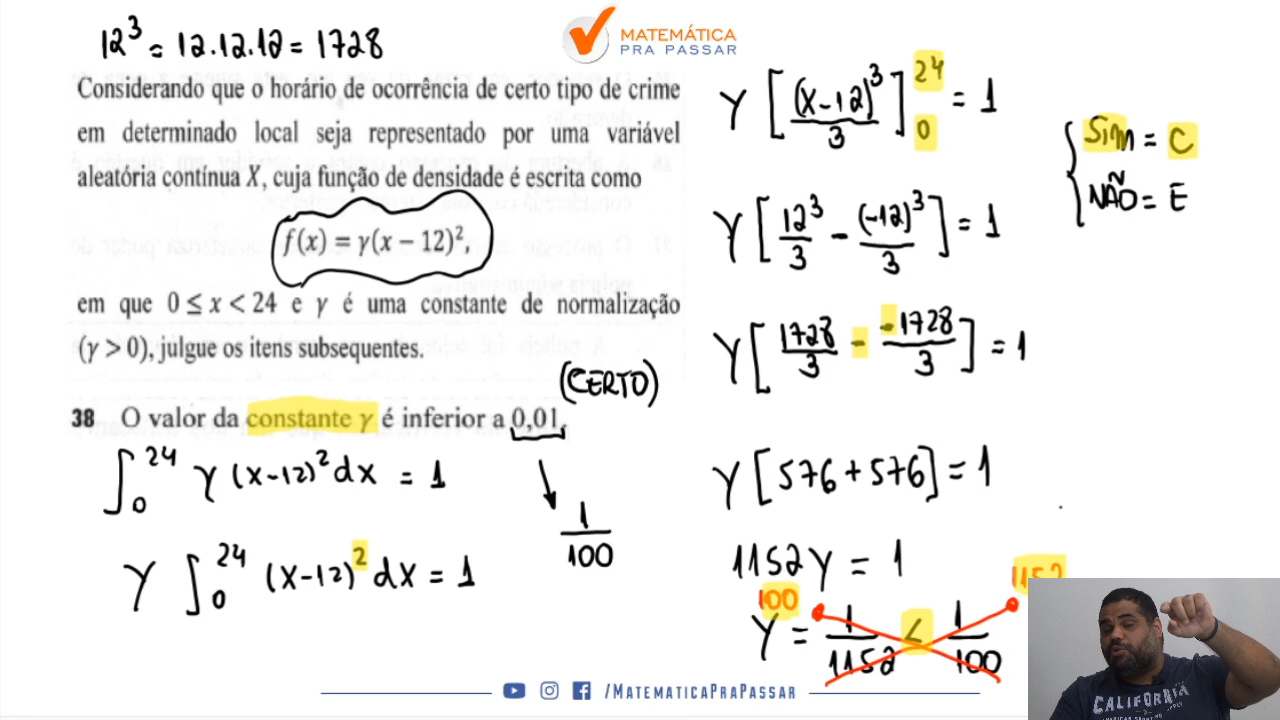 12³ = 12.12.12 = 1728
MATEMÁTICA
PRA PASSAR
Considerando que o horário de ocorrência de certo tipo de crime
em determinado local seja representado por uma variável
aleatória contínua X, cuja função de densidade é escrita como
f(x) = γ(x − 12)²,
em que 0 ≤ x < 24 e γ é uma constante de normalização
(γ > 0), julgue os itens subsequentes.
(CERTO)
38 O valor da constante γ é inferior a 0,01.
∫₀²⁴ γ (x-12)² dx = 1
1/100
γ ∫₀²⁴ (x-12)² dx = 1
γ [(x-12)³/3]₀²⁴ = 1
γ [12³/3 - (-12)³/3] = 1
γ [1728/3 - -1728/3] = 1
γ [576 + 576] = 1
1152γ = 1
100 1152
γ = 1/1152 < 1/100
SIM = C
NÃO = E
CALIFORNIA
/MATEMATICAPRAPASSAR